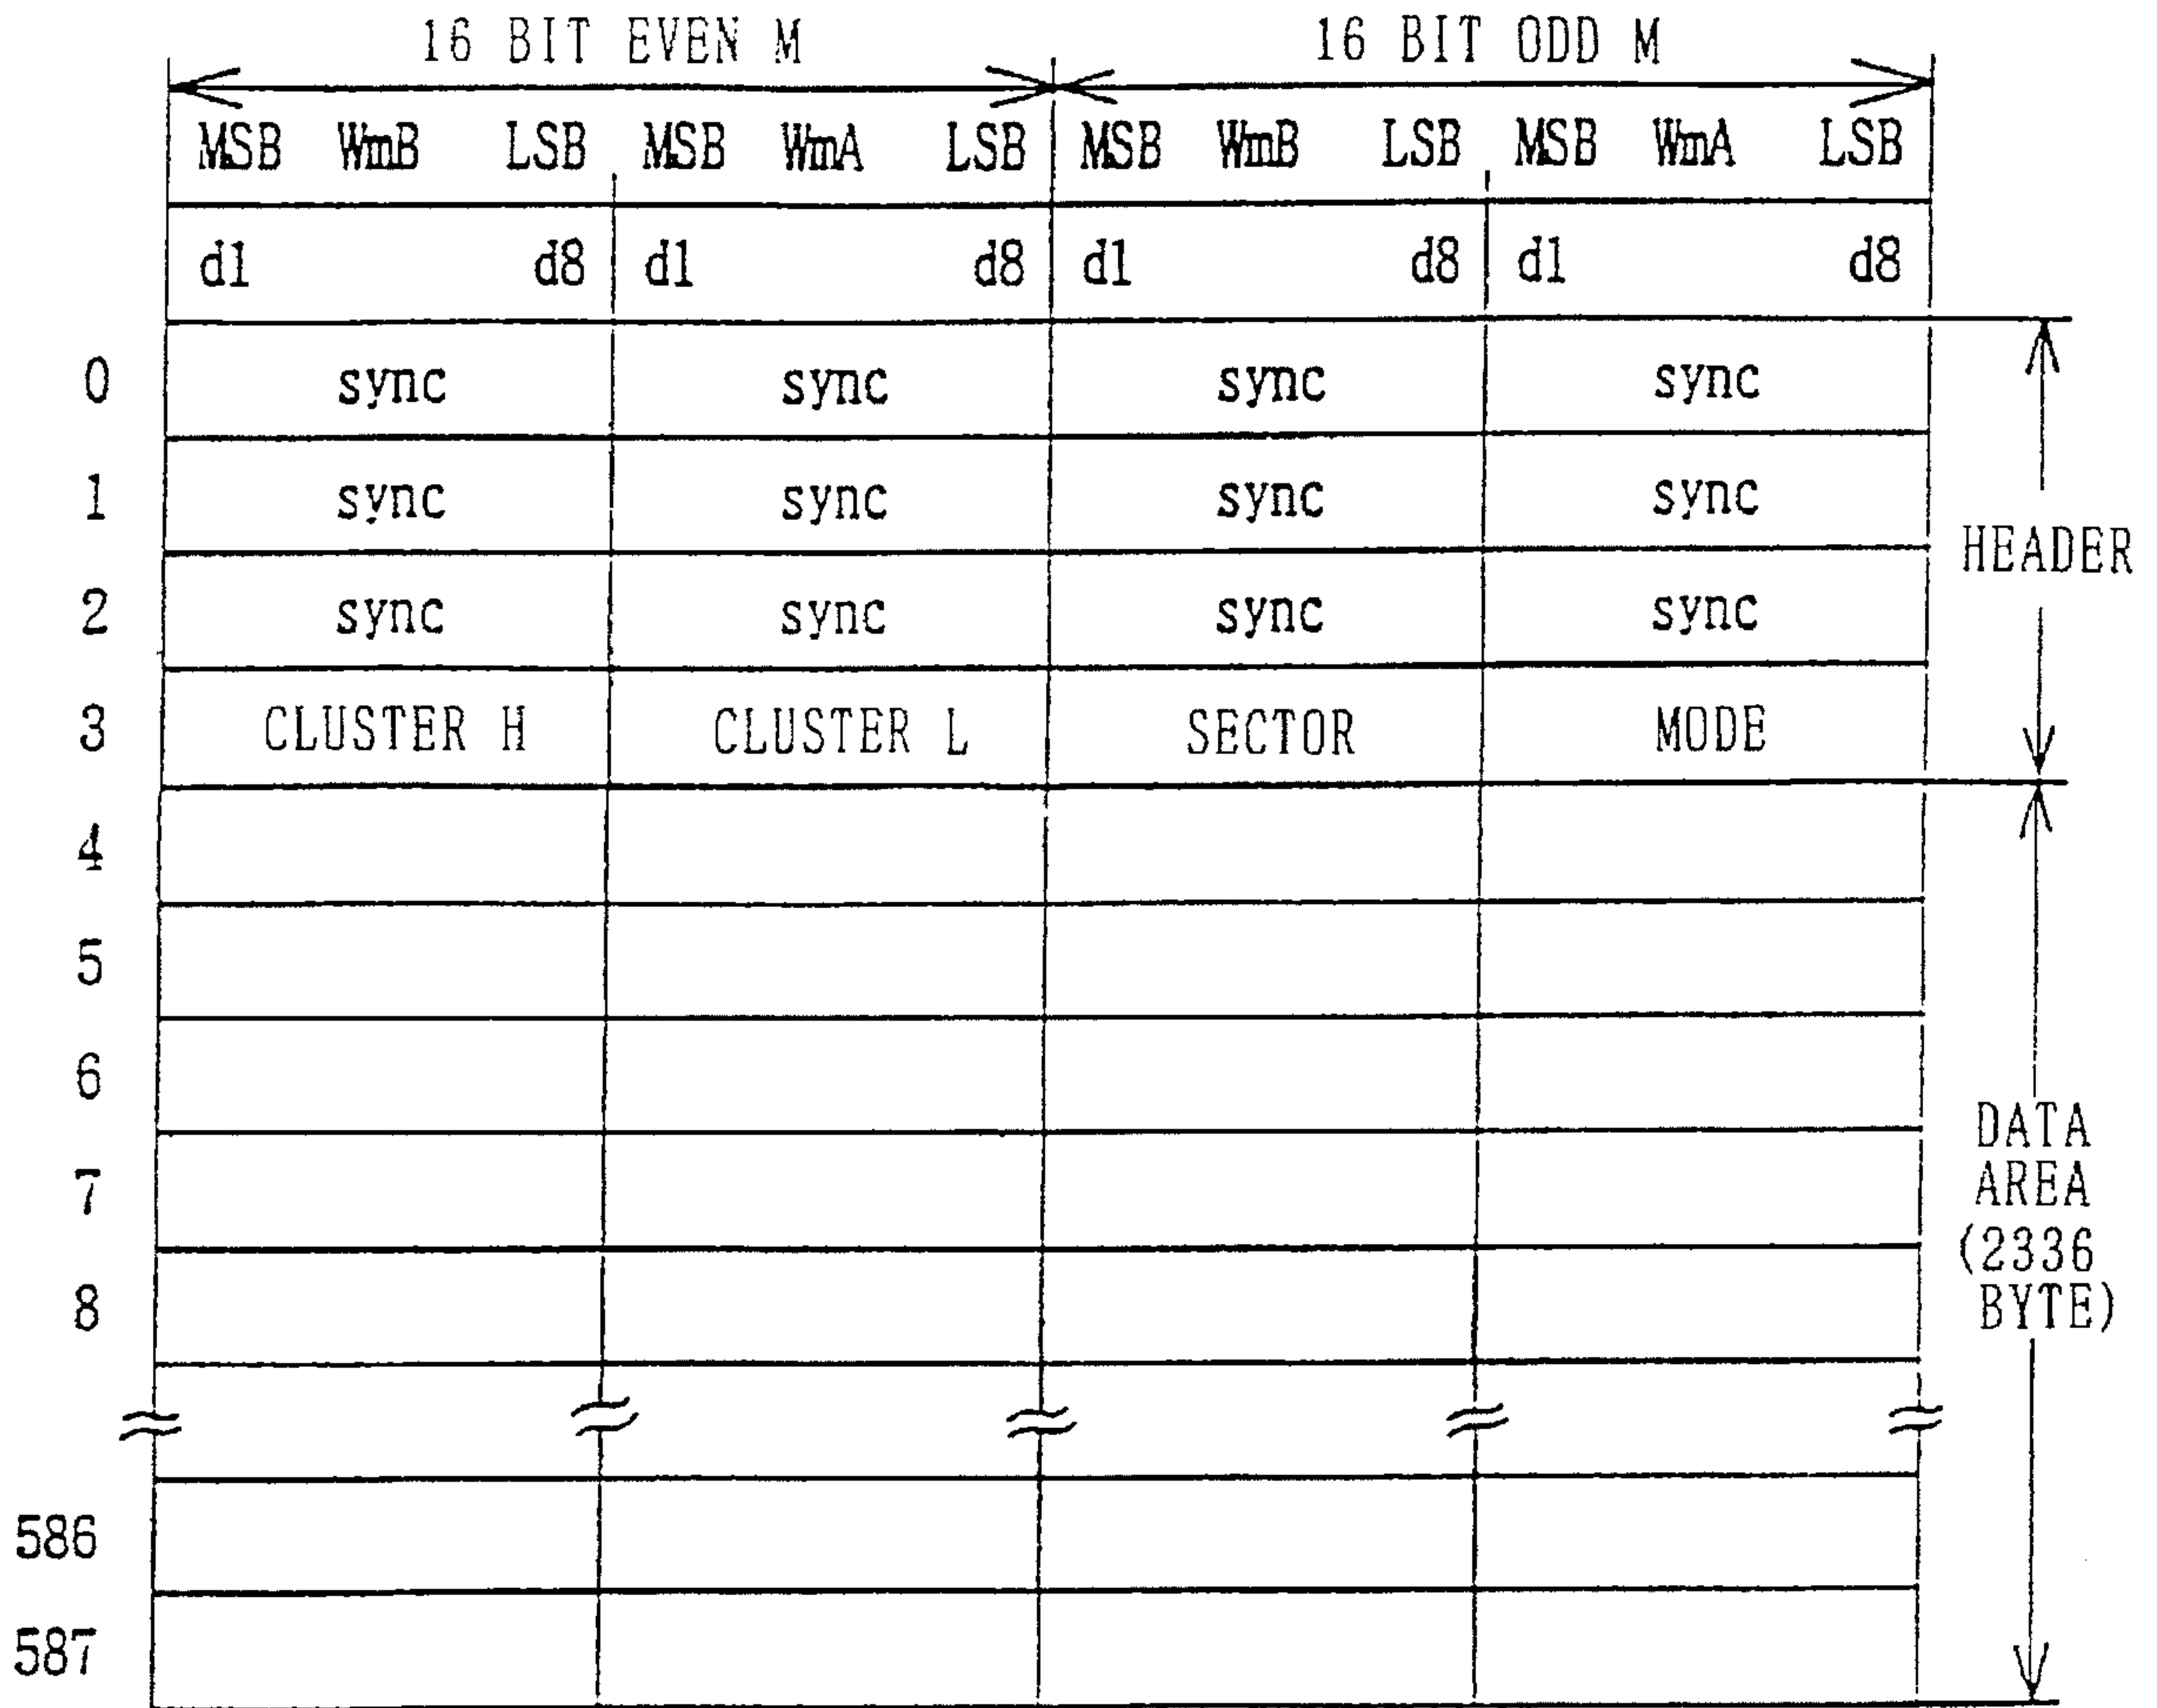 16 BIT EVEN M 16 BIT ODD M
MSB WmB LSB MSB WmA LSB MSB WmB LSB MSB WmA LSB
d1 d8 d1 d8 d1 d8 d1 d8
0 sync sync sync sync
1 sync sync sync sync
HEADER
2 sync sync sync sync
3 CLUSTER H CLUSTER L SECTOR MODE
4
5
6
7
DATA
AREA
(2336
BYTE)
8
586
587